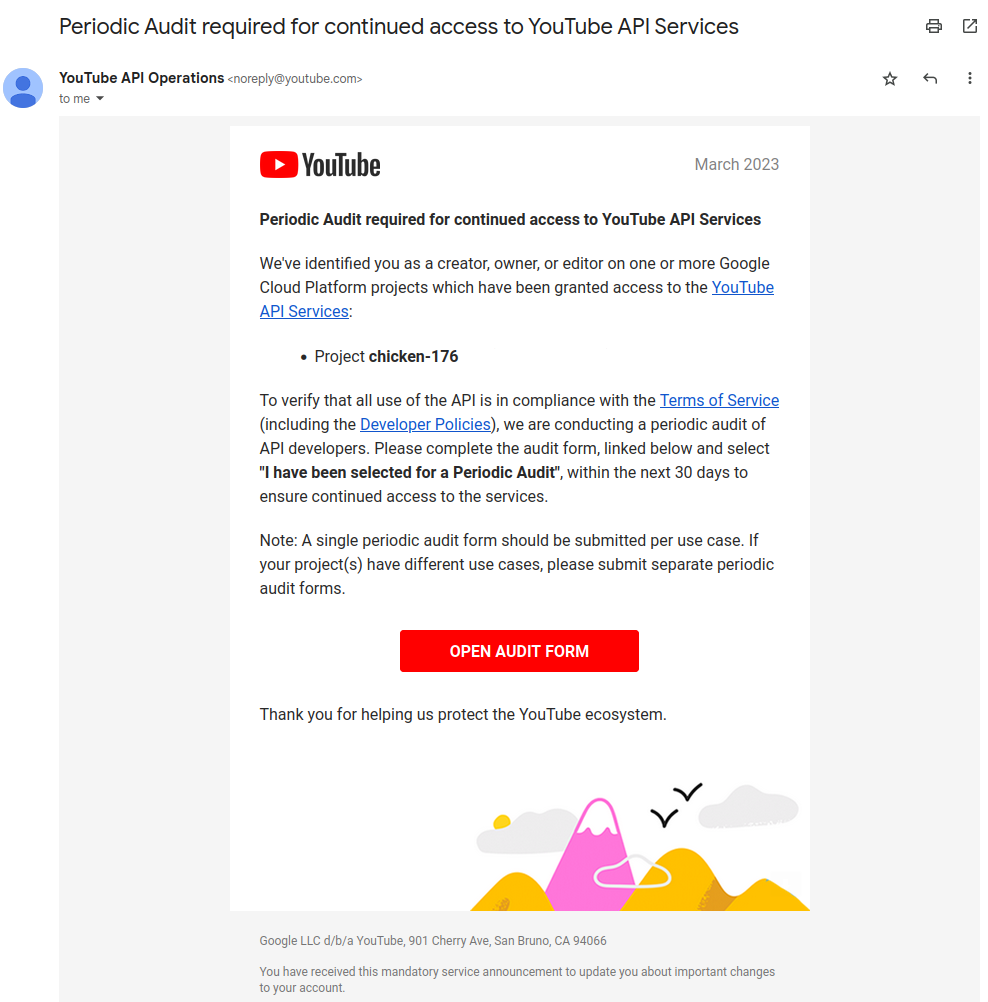 Periodic Audit required for continued access to YouTube API Services
YouTube API Operations <noreply@youtube.com>
to me
YouTube
March 2023
Periodic Audit required for continued access to YouTube API Services
We've identified you as a creator, owner, or editor on one or more Google
Cloud Platform projects which have been granted access to the YouTube
API Services:
• Project chicken-176
To verify that all use of the API is in compliance with the Terms of Service
(including the Developer Policies), we are conducting a periodic audit of
API developers. Please complete the audit form, linked below and select
"I have been selected for a Periodic Audit", within the next 30 days to
ensure continued access to the services.
Note: A single periodic audit form should be submitted per use case. If
your project(s) have different use cases, please submit separate periodic
audit forms.
OPEN AUDIT FORM
Thank you for helping us protect the YouTube ecosystem.
Google LLC d/b/a YouTube, 901 Cherry Ave, San Bruno, CA 94066
You have received this mandatory service announcement to update you about important changes
to your account.